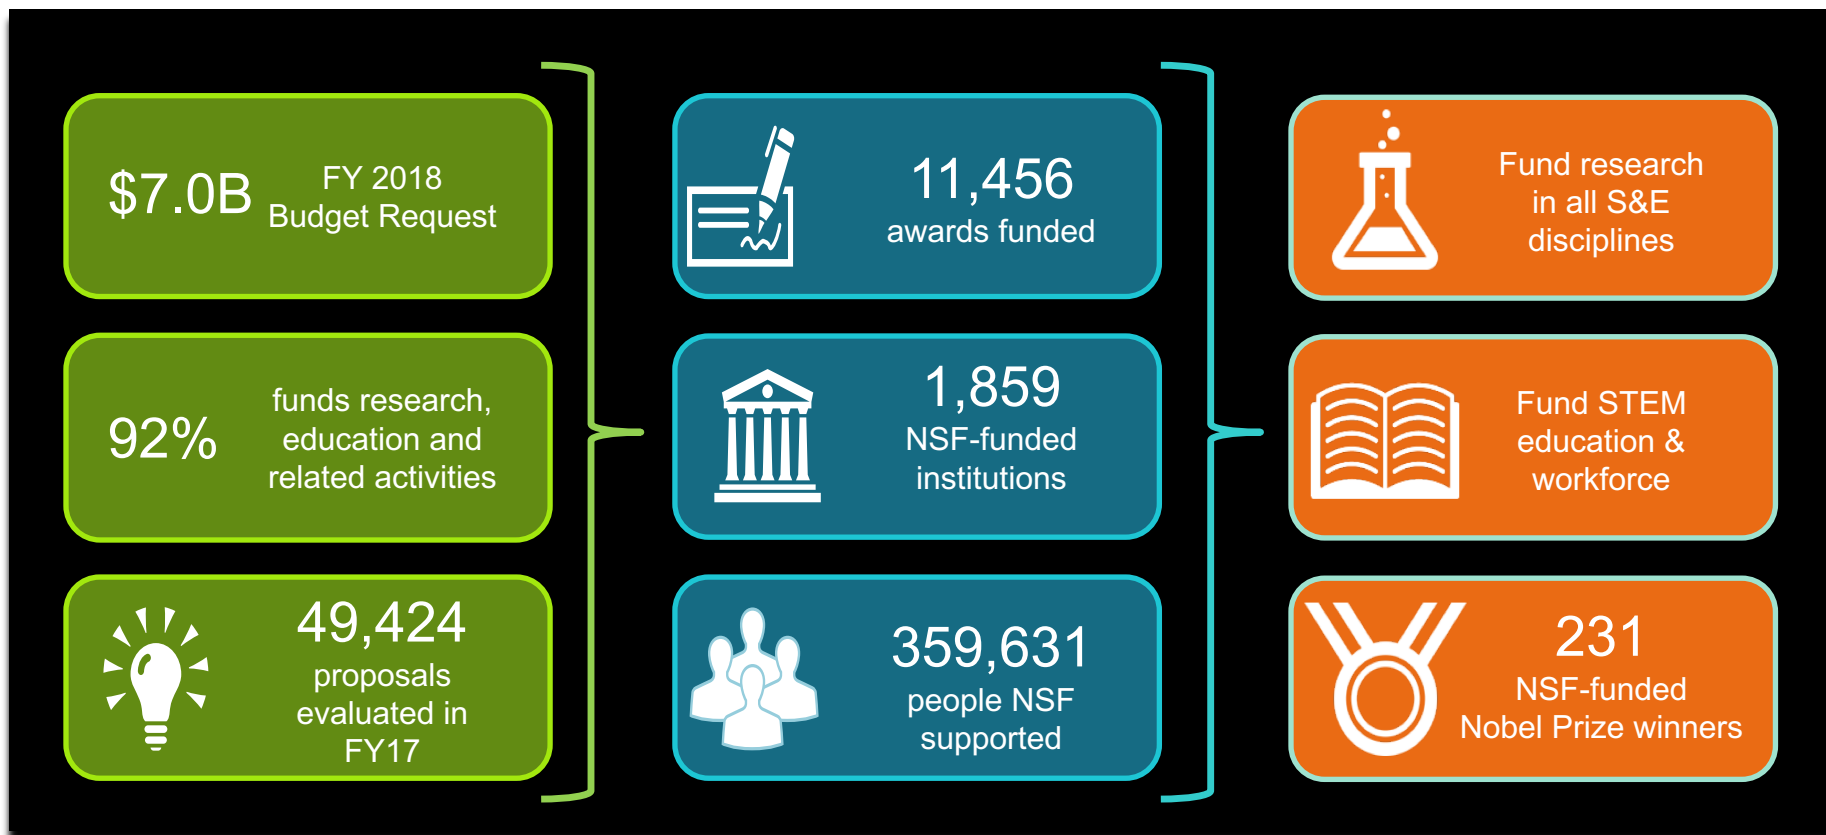 $7.0B
FY 2018
Budget Request
92%
funds research,
education and
related activities
49,424
proposals
evaluated in
FY17
11,456
awards funded
1,859
NSF-funded
institutions
359,631
people NSF
supported
Fund research
in all S&E
disciplines
Fund STEM
education &
workforce
231
NSF-funded
Nobel Prize winners